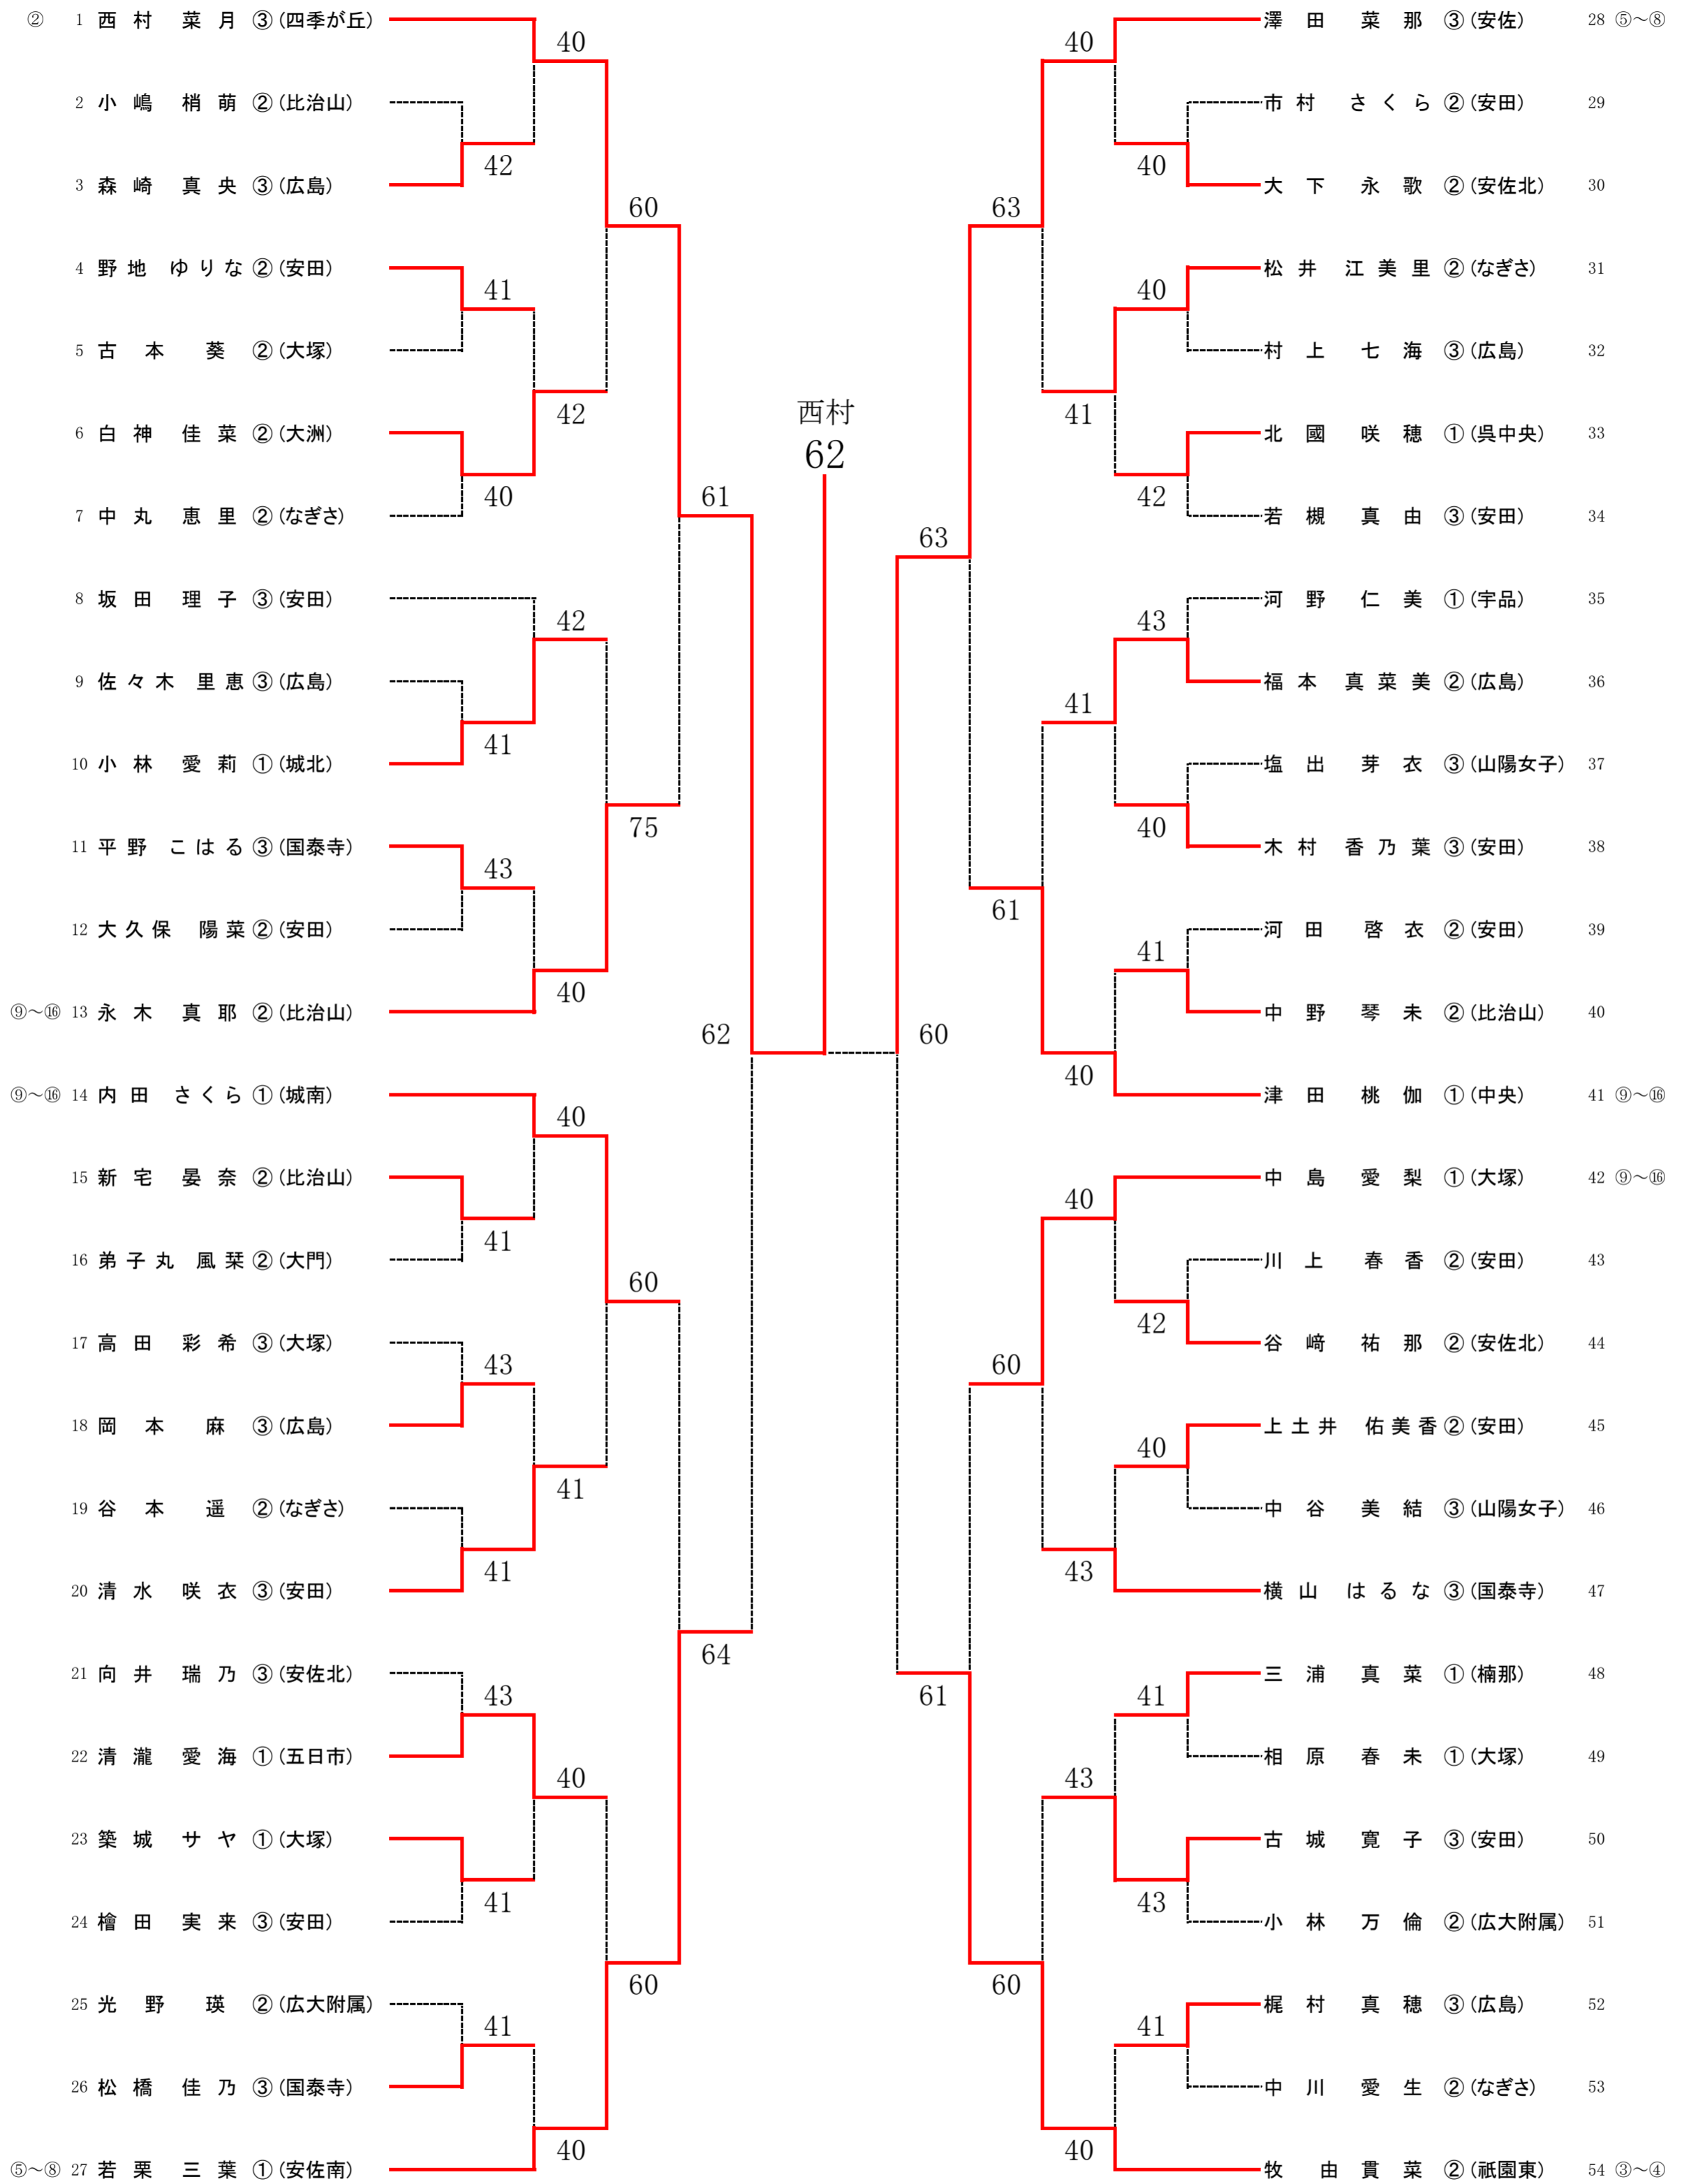 ② 1 西村 菜月 ③ (四季が丘)
2 小嶋 梢萌 ② (比治山)
3 森崎 真央 ③ (広島)
4 野地 ゆりな ② (安田)
5 古本 葵 ② (大塚)
6 白神 佳菜 ② (大洲)
7 中丸 恵里 ② (なぎさ)
8 坂田 理子 ③ (安田)
9 佐々木 里恵 ③ (広島)
10 小林 愛莉 ① (城北)
11 平野 こはる ③ (国泰寺)
12 大久保 陽菜 ② (安田)
⑨～⑯ 13 永木 真耶 ② (比治山)
⑨～⑯ 14 内田 さくら ① (城南)
15 新宅 晏奈 ② (比治山)
16 弟子丸 風栞 ② (大門)
17 高田 彩希 ③ (大塚)
18 岡本 麻 ③ (広島)
19 谷本 遥 ② (なぎさ)
20 清水 咲衣 ③ (安田)
21 向井 瑞乃 ③ (安佐北)
22 清瀧 愛海 ① (五日市)
23 築城 サヤ ① (大塚)
24 檜田 実来 ③ (安田)
25 光野 瑛 ② (広大附属)
26 松橋 佳乃 ③ (国泰寺)
⑤～⑧ 27 若栗 三葉 ① (安佐南)
42
41
40
41
43
41
43
41
43
41
41
40
42
42
40
40
41
40
40
60
75
60
60
61
64
62
西村
62
60
63
61
63
61
60
60
40
41
41
40
40
43
43
40
40
40
42
43
40
41
42
40
41
43
41
澤田 菜那 ③ (安佐) 28 ⑤～⑧
市村 さくら ② (安田) 29
大下 永歌 ② (安佐北) 30
松井 江美里 ② (なぎさ) 31
村上 七海 ③ (広島) 32
北國 咲穂 ① (呉中央) 33
若槻 真由 ③ (安田) 34
河野 仁美 ① (宇品) 35
福本 真菜美 ② (広島) 36
塩出 芽衣 ③ (山陽女子) 37
木村 香乃葉 ③ (安田) 38
河田 啓衣 ② (安田) 39
中野 琴未 ② (比治山) 40
津田 桃伽 ① (中央) 41 ⑨～⑯
中島 愛梨 ① (大塚) 42 ⑨～⑯
川上 春香 ② (安田) 43
谷﨑 祐那 ② (安佐北) 44
上土井 佑美香 ② (安田) 45
中谷 美結 ③ (山陽女子) 46
横山 はるな ③ (国泰寺) 47
三浦 真菜 ① (楠那) 48
相原 春未 ① (大塚) 49
古城 寛子 ③ (安田) 50
小林 万倫 ② (広大附属) 51
梶村 真穂 ③ (広島) 52
中川 愛生 ② (なぎさ) 53
牧 由貫菜 ② (祇園東) 54 ③～④